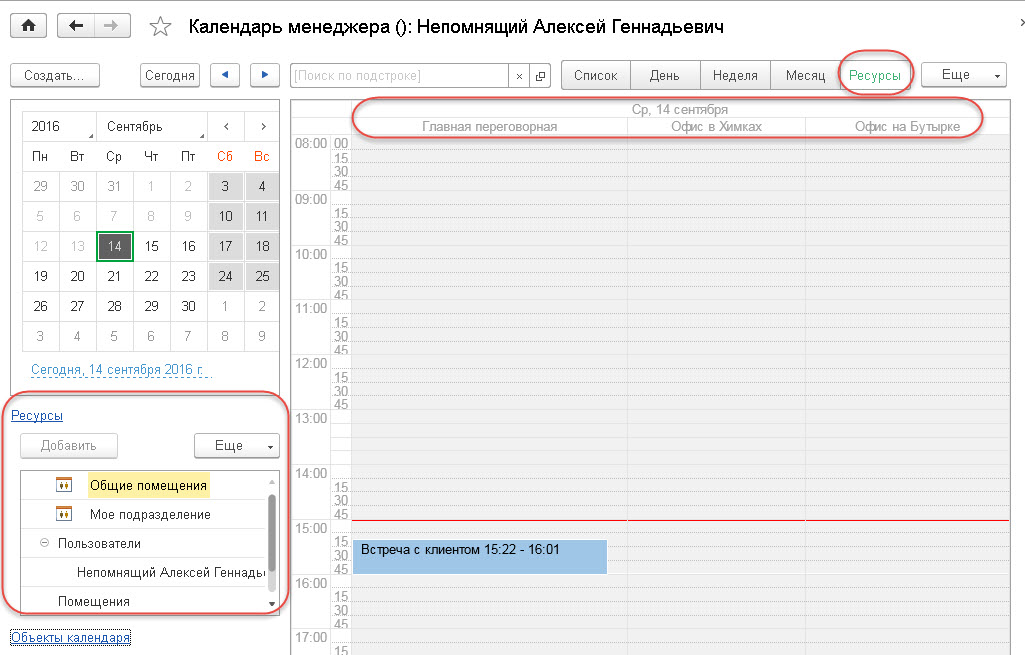 Календарь менеджера (): Непомнящий Алексей Геннадьевич
Создать... Сегодня [Поиск по подстроке] × Список День Неделя Месяц Ресурсы Еще
2016 Сентябрь
Пн Вт Ср Чт Пт Сб Вс
29 30 31 1 2 3 4
5 6 7 8 9 10 11
12 13 14 15 16 17 18
19 20 21 22 23 24 25
26 27 28 29 30 1 2
3 4 5 6 7 8 9
Сегодня, 14 сентября 2016 г.
Ресурсы
Добавить Еще
Общие помещения
Мое подразделение
Пользователи
Непомнящий Алексей Геннадь
Помещения
Объекты календаря
Ср, 14 сентября
Главная переговорная Офис в Химках Офис на Бутырке
08:00 00
15
30
45
09:00
15
30
45
10:00
15
30
45
11:00
15
30
45
12:00
15
30
45
13:00
14:00
15
30
45
15:00
15
30
45
Встреча с клиентом 15:22 - 16:01
16:00
15
30
45
17:00
15